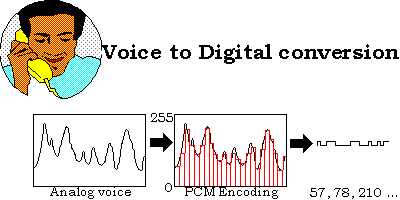 Voice to Digital conversion
255
0
Analog voice
PCM Encoding
57, 78, 210 ...